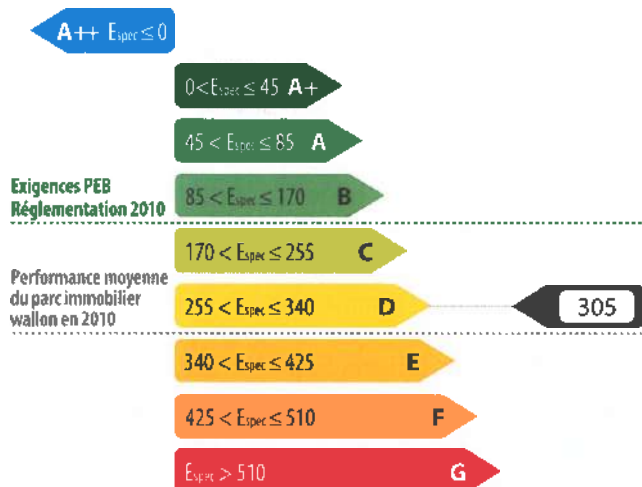 A++ Espec ≤ 0
0 < Espec ≤ 45 A+
45 < Espec ≤ 85 A
Exigences PEB
Réglementation 2010
85 < Espec ≤ 170 B
170 < Espec ≤ 255 C
Performance moyenne
du parc immobilier
wallon en 2010
255 < Espec ≤ 340 D
305
340 < Espec ≤ 425 E
425 < Espec ≤ 510 F
Espec > 510 G